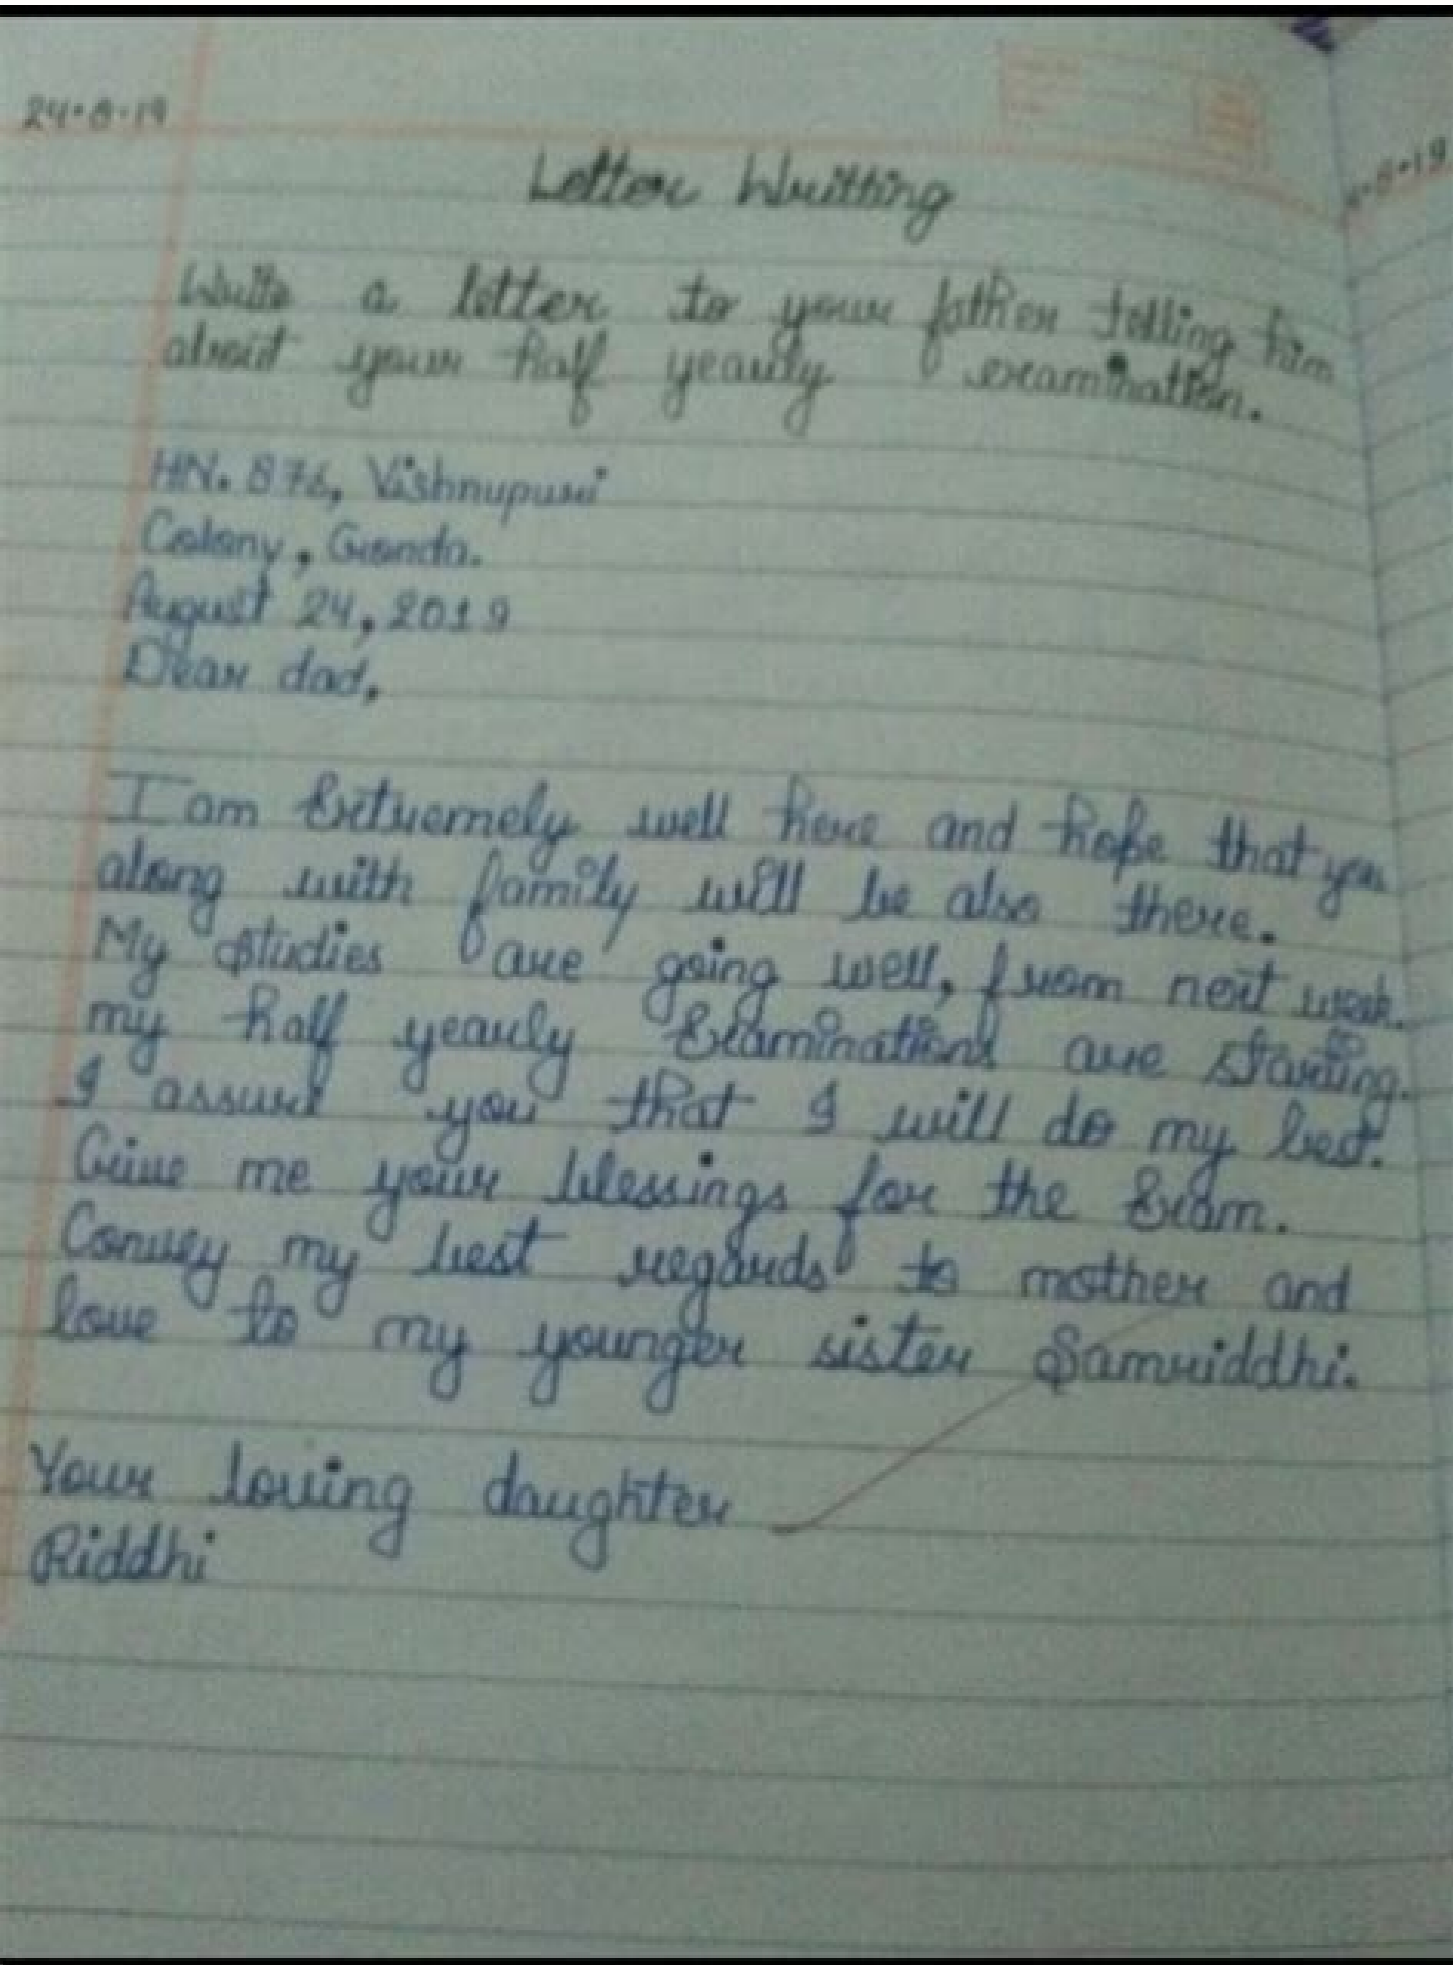 24.8.19
Letter Writting
Write a letter to your father telling him
about your half yearly examination.
HN. 876, Vishnupuri
Colony, Gonda.
August 24, 2019
Dear dad,
I am Extremely well here and hope that you
along with family will be also there.
My studies are going well, from next week
my half yearly Examinations are starting.
I assure you that I will do my best.
Give me your blessings for the Exam.
Convey my best regards to mother and
love to my younger sister Samriddhi.
Your loving daughter
Riddhi